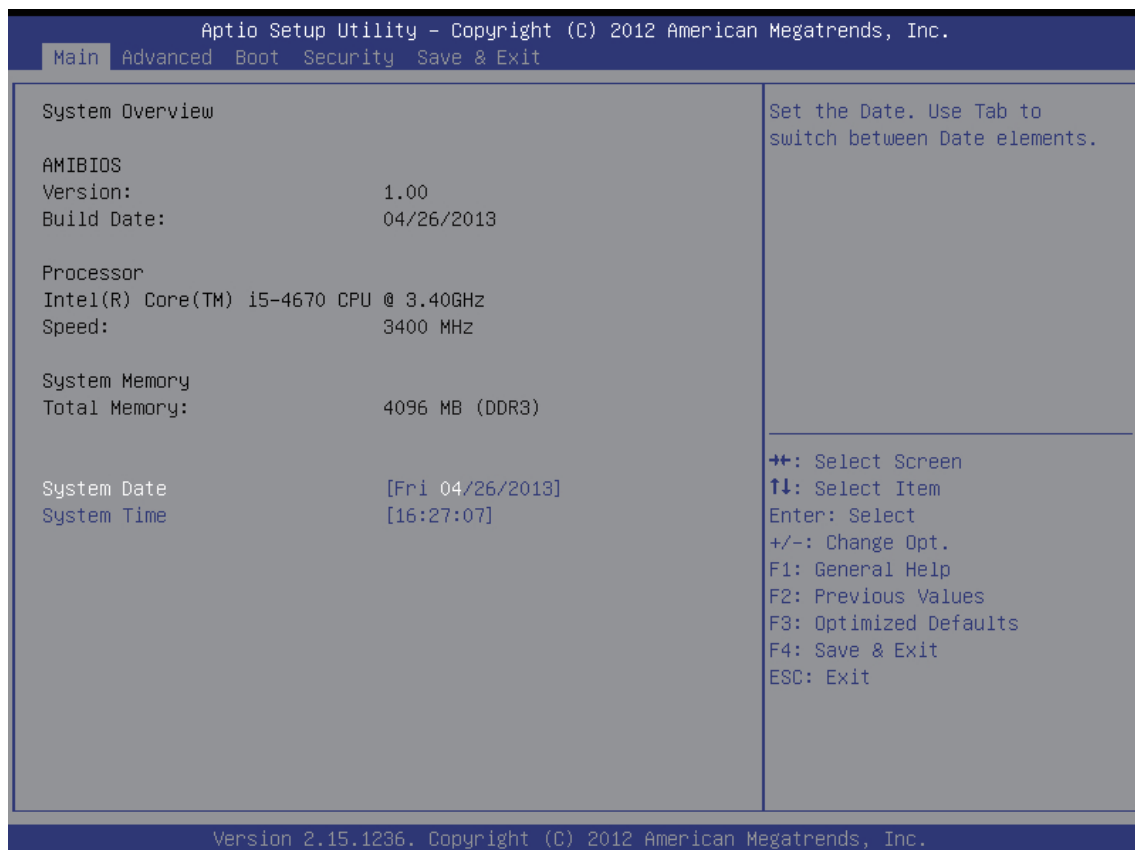 Aptio Setup Utility – Copyright (C) 2012 American Megatrends, Inc.
Main Advanced Boot Security Save & Exit
System Overview
AMIBIOS
Version: 1.00
Build Date: 04/26/2013
Processor
Intel(R) Core(TM) i5-4670 CPU @ 3.40GHz
Speed: 3400 MHz
System Memory
Total Memory: 4096 MB (DDR3)
System Date [Fri 04/26/2013]
System Time [16:27:07]
Set the Date. Use Tab to
switch between Date elements.
→←: Select Screen
↑↓: Select Item
Enter: Select
+/-: Change Opt.
F1: General Help
F2: Previous Values
F3: Optimized Defaults
F4: Save & Exit
ESC: Exit
Version 2.15.1236. Copyright (C) 2012 American Megatrends, Inc.